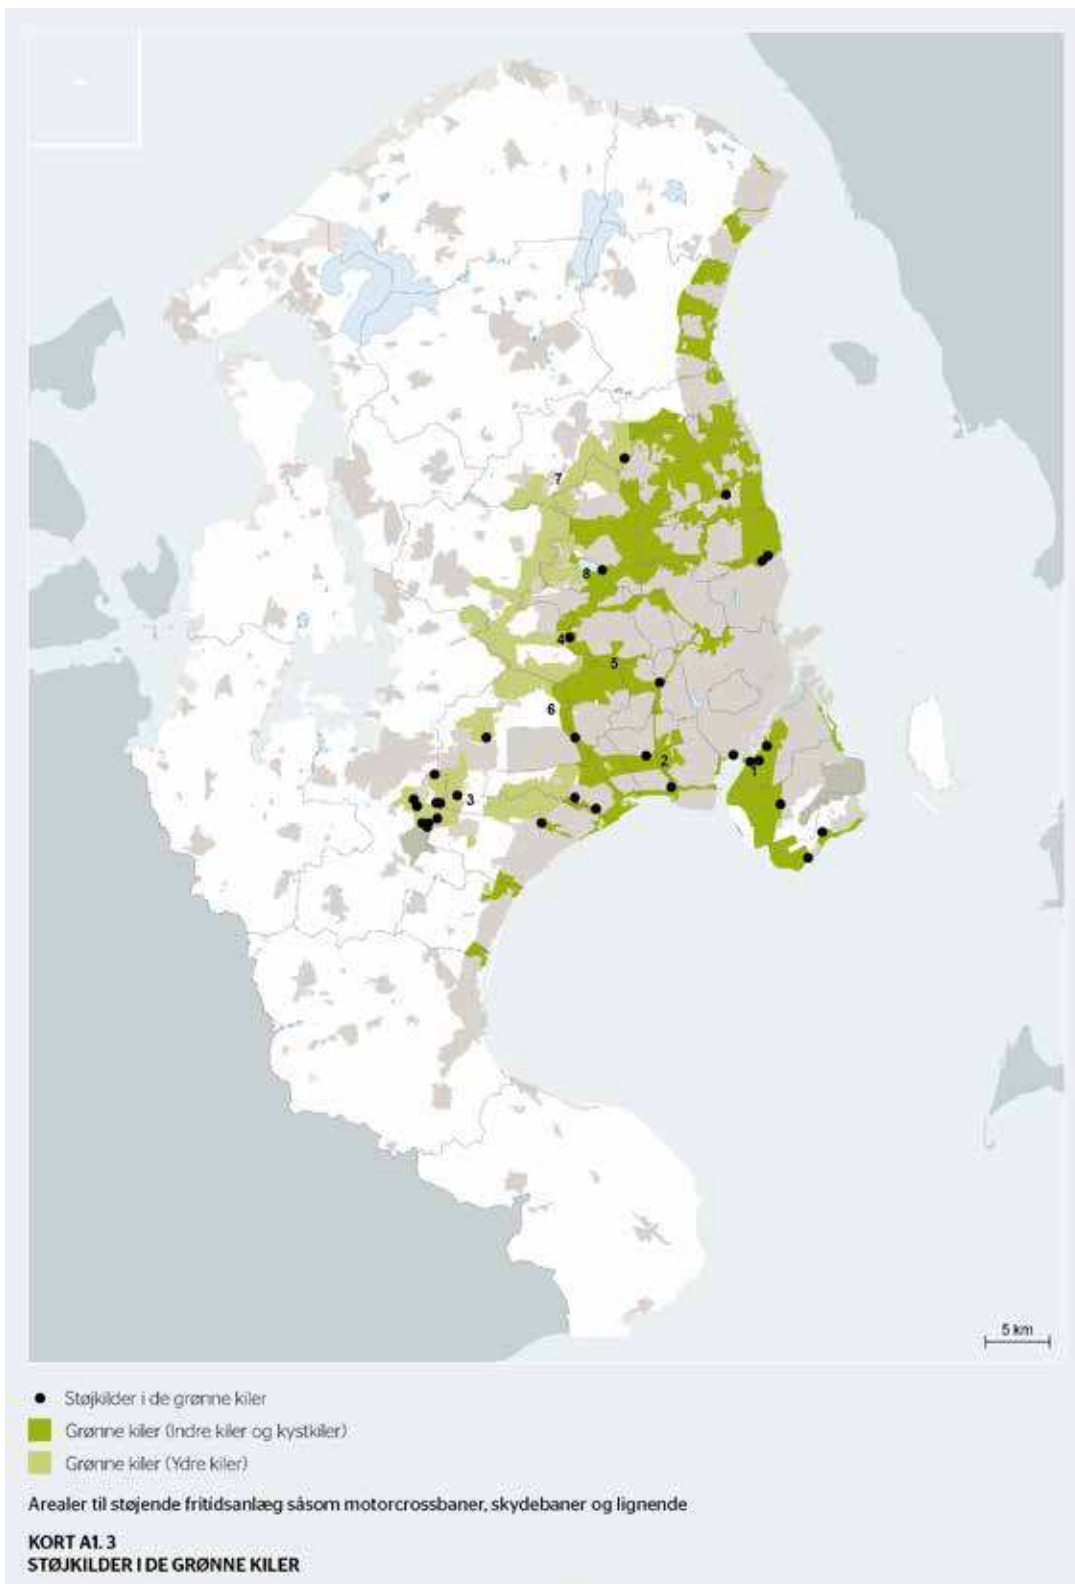 7
8
4
5
6
2
1
3
5 km
Støjkilder i de grønne kiler
Grønne kiler (Indre kiler og kystkiler)
Grønne kiler (Ydre kiler)
Arealer til støjende fritidsanlæg såsom motorcrossbaner, skydebaner og lignende
KORT A1. 3
STØJKILDER I DE GRØNNE KILER